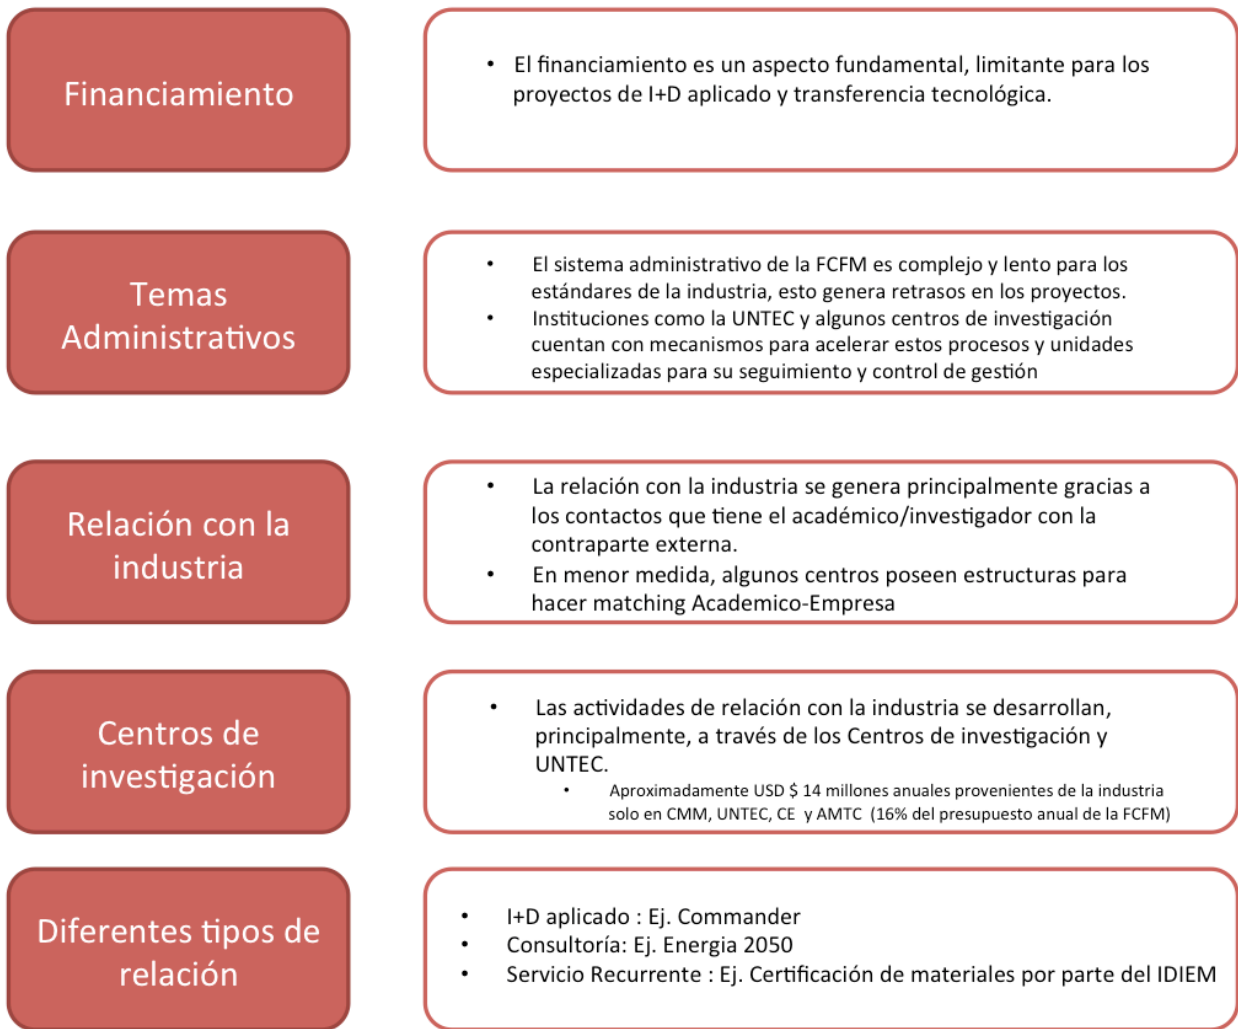 Financiamiento
• El financiamiento es un aspecto fundamental, limitante para los
proyectos de I+D aplicado y transferencia tecnológica.
Temas
Administrativos
• El sistema administrativo de la FCFM es complejo y lento para los
estándares de la industria, esto genera retrasos en los proyectos.
• Instituciones como la UNTEC y algunos centros de investigación
cuentan con mecanismos para acelerar estos procesos y unidades
especializadas para su seguimiento y control de gestión
Relación con la
industria
• La relación con la industria se genera principalmente gracias a
los contactos que tiene el académico/investigador con la
contraparte externa.
• En menor medida, algunos centros poseen estructuras para
hacer matching Academico-Empresa
Centros de
investigación
• Las actividades de relación con la industria se desarrollan,
principalmente, a través de los Centros de investigación y
UNTEC.
• Aproximadamente USD $ 14 millones anuales provenientes de la industria
solo en CMM, UNTEC, CE y AMTC (16% del presupuesto anual de la FCFM)
Diferentes tipos de
relación
• I+D aplicado : Ej. Commander
• Consultoría: Ej. Energia 2050
• Servicio Recurrente : Ej. Certificación de materiales por parte del IDIEM